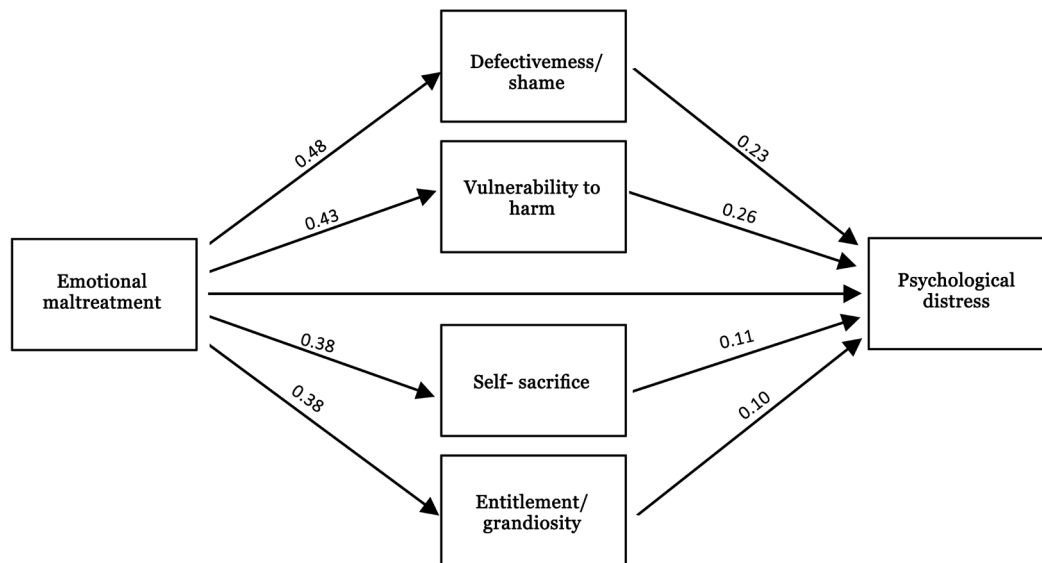 Defectivemess/
shame
0.48
0.23
Vulnerability to
harm
0.43
0.26
Emotional
maltreatment
Psychological
distress
0.38
Self- sacrifice
0.11
0.38
0.10
Entitlement/
grandiosity